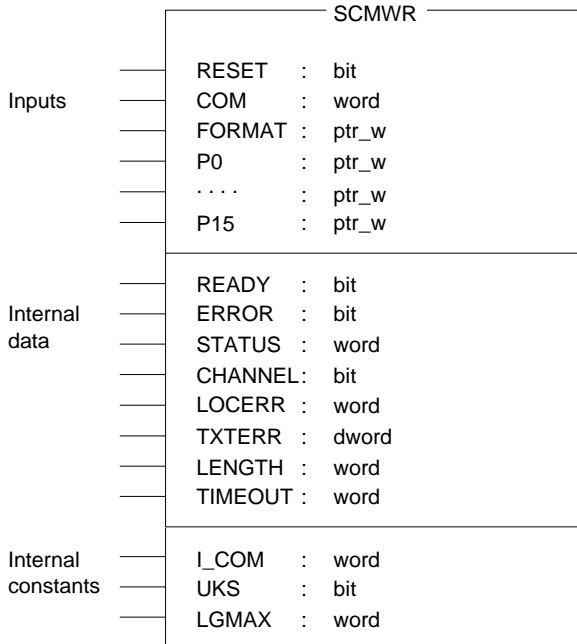 SCMWR
RESET : bit
Inputs COM : word
FORMAT : ptr_w
P0 : ptr_w
. . . . : ptr_w
P15 : ptr_w
READY : bit
Internal ERROR : bit
data STATUS : word
CHANNEL : bit
LOCERR : word
TXTERR : dword
LENGTH : word
TIMEOUT : word
Internal I_COM : word
constants UKS : bit
LGMAX : word